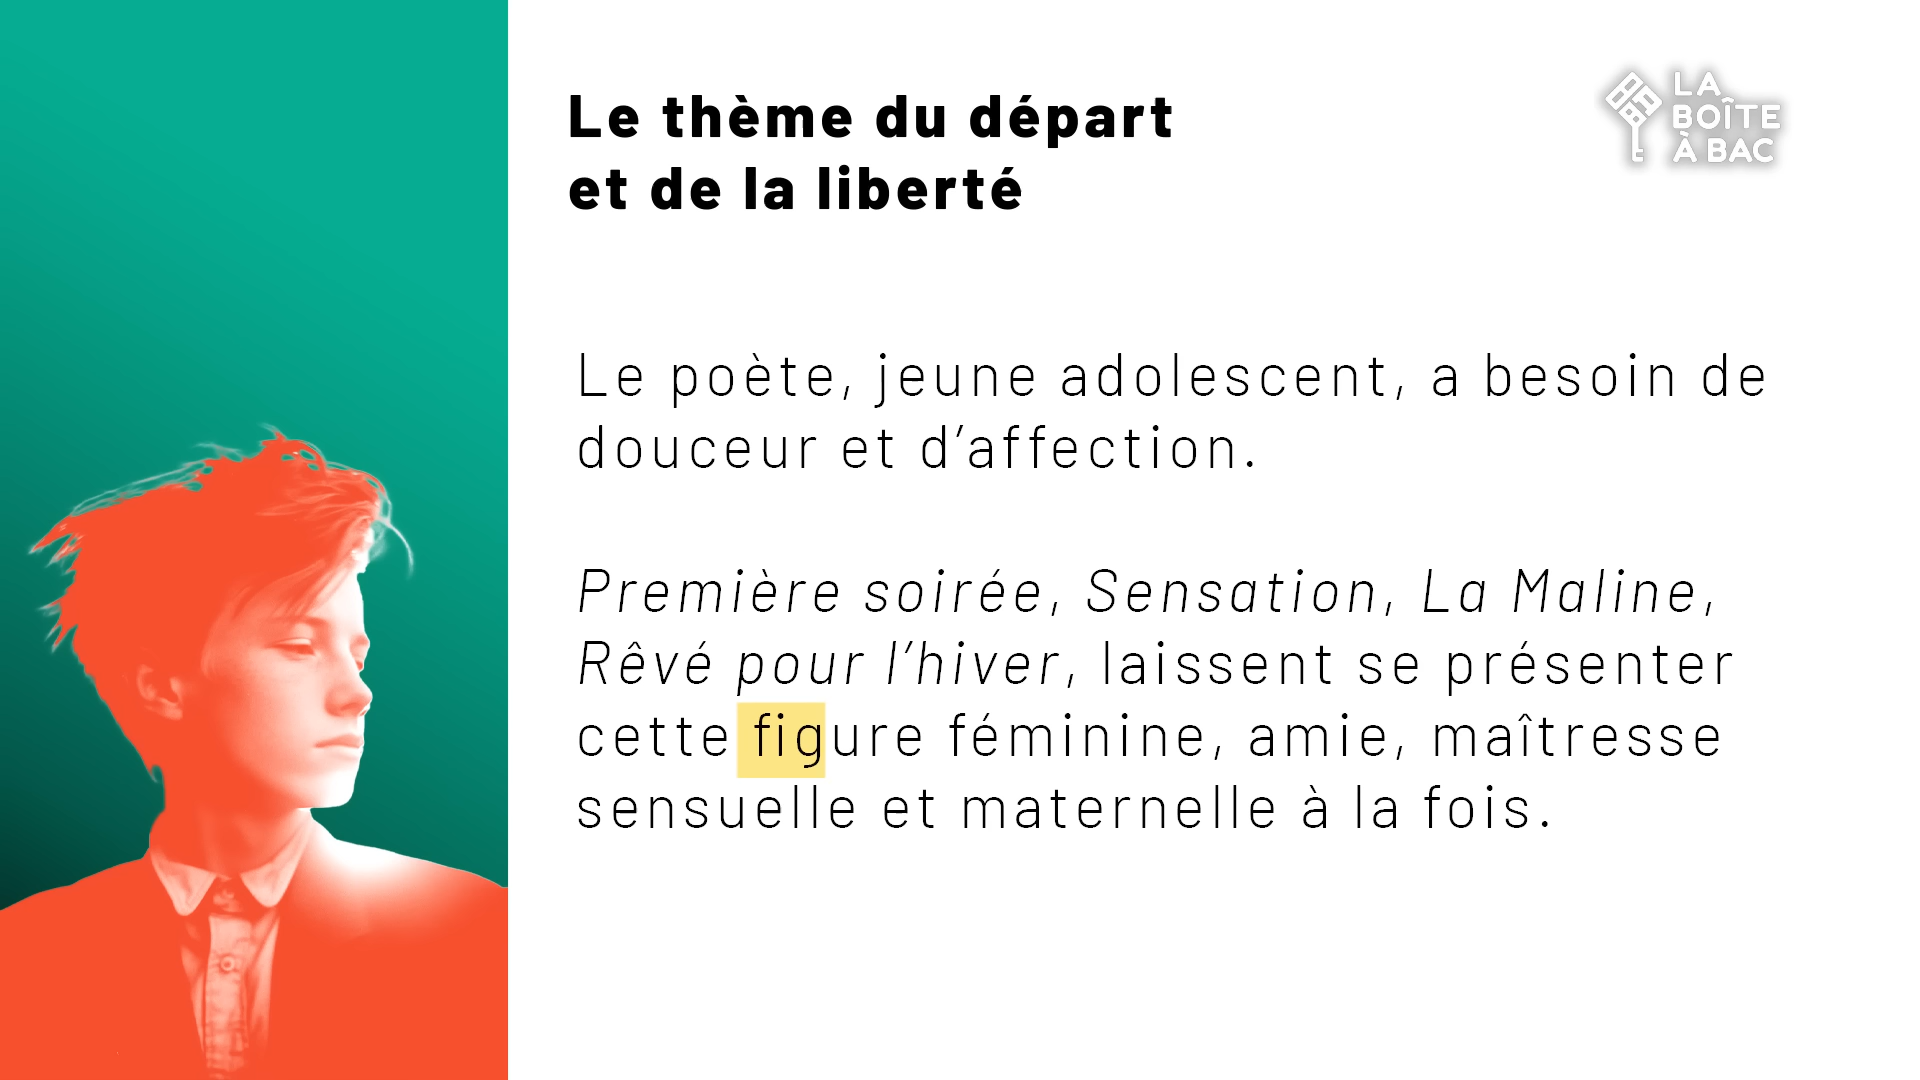 Le thème du départ
et de la liberté
LA
BOÎTE
À BAC
Le poète, jeune adolescent, a besoin de
douceur et d’affection.
Première soirée, Sensation, La Maline,
Rêvé pour l’hiver, laissent se présenter
cette figure féminine, amie, maîtresse
sensuelle et maternelle à la fois.